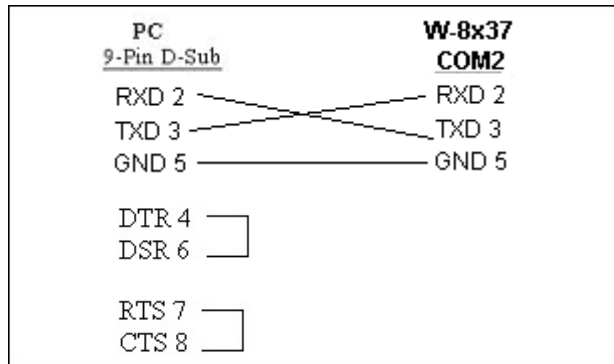 PC W-8x37
9-Pin D-Sub COM2
RXD 2 RXD 2
TXD 3 TXD 3
GND 5 GND 5
DTR 4
DSR 6
RTS 7
CTS 8